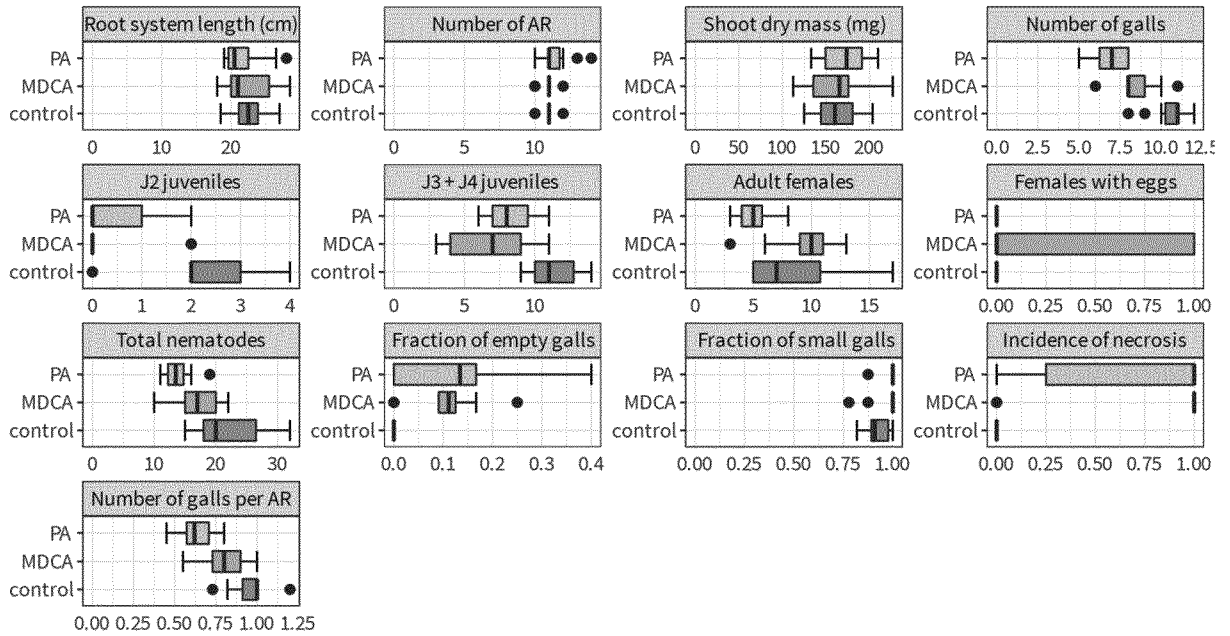 Root system length (cm) Number of AR Shoot dry mass (mg) Number of galls
PA PA PA PA
MDCA MDCA MDCA MDCA
control control control control
0 10 20 0 5 10 0 50 100 150 200 0 2.5 5.0 7.5 10.0 12.5
J2 juveniles J3 + J4 juveniles Adult females Females with eggs
PA PA PA PA
MDCA MDCA MDCA MDCA
control control control control
0 1 2 3 4 0 5 10 0 5 10 15 0.00 0.25 0.50 0.75 1.00
Total nematodes Fraction of empty galls Fraction of small galls Incidence of necrosis
PA PA PA PA
MDCA MDCA MDCA MDCA
control control control control
0 10 20 30 0.0 0.1 0.2 0.3 0.4 0.00 0.25 0.50 0.75 1.00 0.00 0.25 0.50 0.75 1.00
Number of galls per AR
PA
MDCA
control
0.00 0.25 0.50 0.75 1.00 1.25